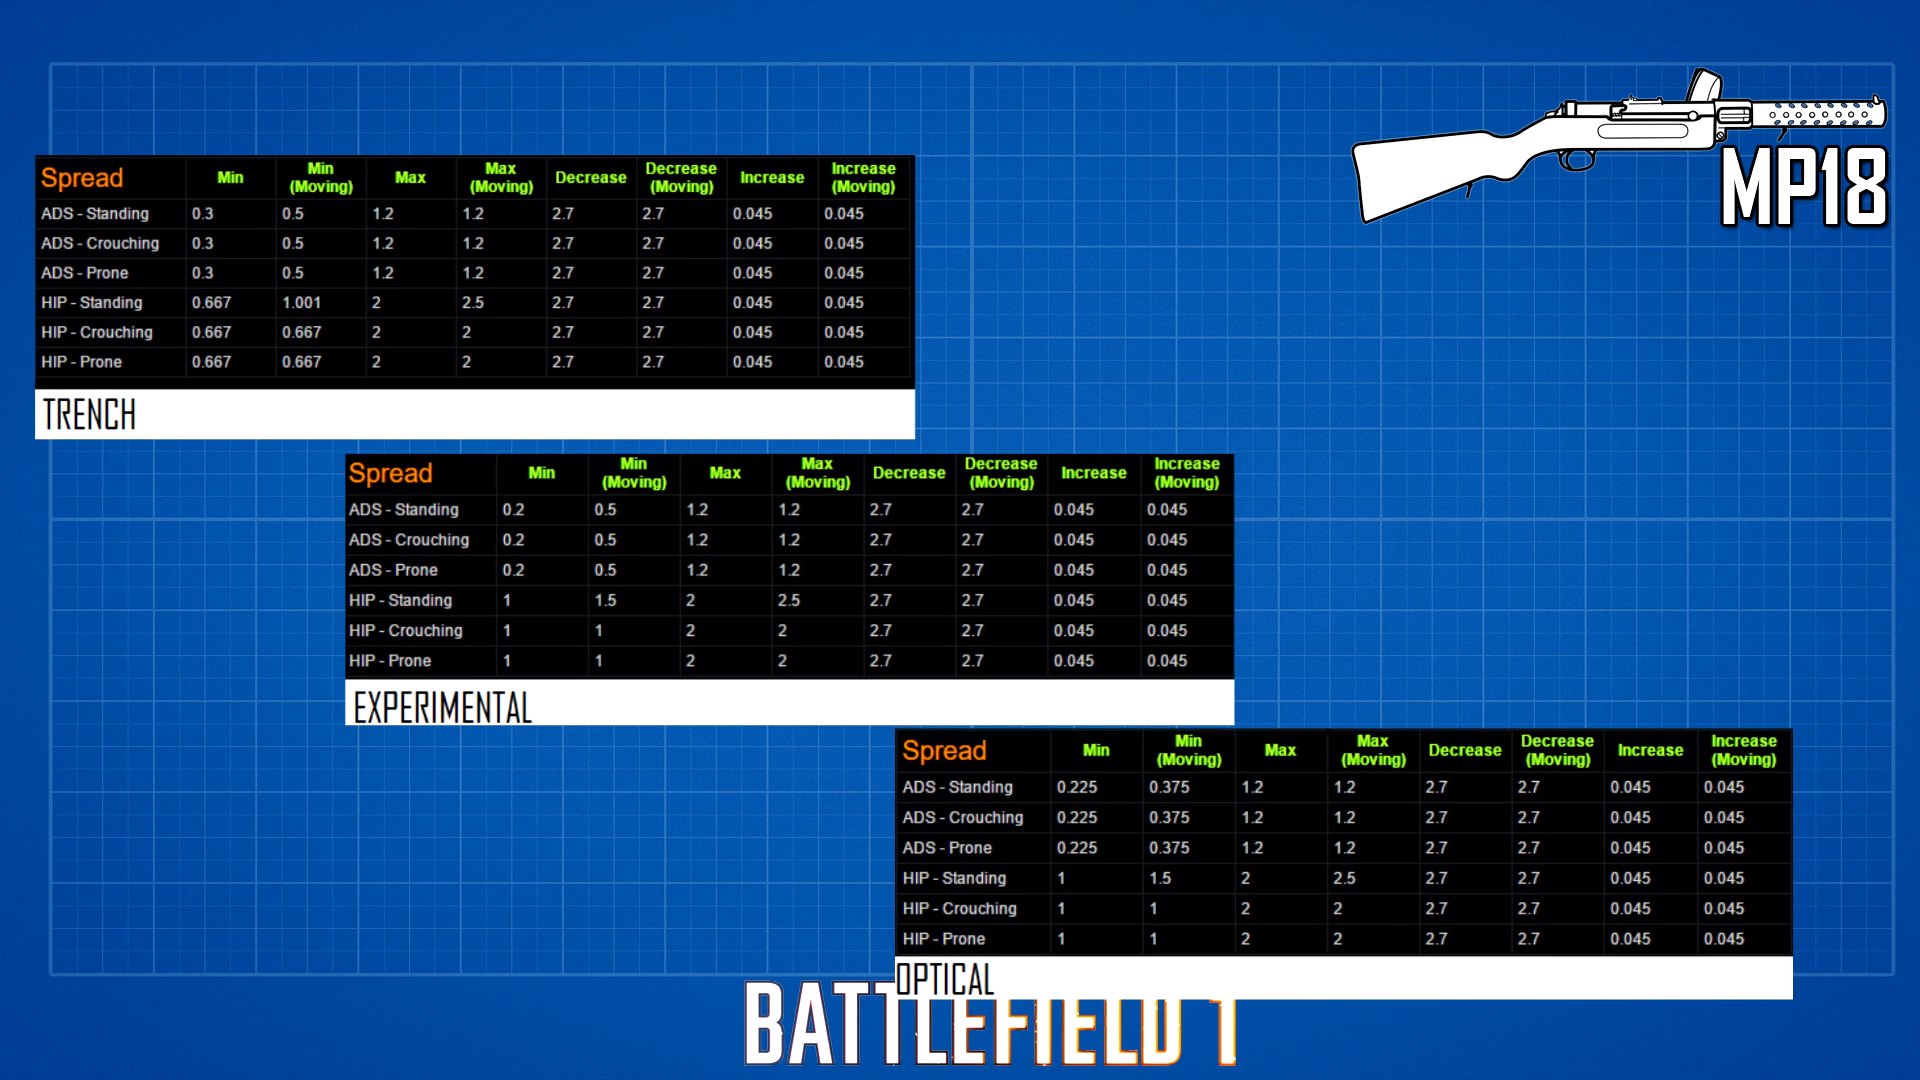 MP18
Spread Min Min (Moving) Max Max (Moving) Decrease Decrease (Moving) Increase Increase (Moving)
ADS - Standing 0.3 0.5 1.2 1.2 2.7 2.7 0.045 0.045
ADS - Crouching 0.3 0.5 1.2 1.2 2.7 2.7 0.045 0.045
ADS - Prone 0.3 0.5 1.2 1.2 2.7 2.7 0.045 0.045
HIP - Standing 0.667 1.001 2 2.5 2.7 2.7 0.045 0.045
HIP - Crouching 0.667 0.667 2 2 2.7 2.7 0.045 0.045
HIP - Prone 0.667 0.667 2 2 2.7 2.7 0.045 0.045
TRENCH
Spread Min Min (Moving) Max Max (Moving) Decrease Decrease (Moving) Increase Increase (Moving)
ADS - Standing 0.2 0.5 1.2 1.2 2.7 2.7 0.045 0.045
ADS - Crouching 0.2 0.5 1.2 1.2 2.7 2.7 0.045 0.045
ADS - Prone 0.2 0.5 1.2 1.2 2.7 2.7 0.045 0.045
HIP - Standing 1 1.5 2 2.5 2.7 2.7 0.045 0.045
HIP - Crouching 1 1 2 2 2.7 2.7 0.045 0.045
HIP - Prone 1 1 2 2 2.7 2.7 0.045 0.045
EXPERIMENTAL
Spread Min Min (Moving) Max Max (Moving) Decrease Decrease (Moving) Increase Increase (Moving)
ADS - Standing 0.225 0.375 1.2 1.2 2.7 2.7 0.045 0.045
ADS - Crouching 0.225 0.375 1.2 1.2 2.7 2.7 0.045 0.045
ADS - Prone 0.225 0.375 1.2 1.2 2.7 2.7 0.045 0.045
HIP - Standing 1 1.5 2 2.5 2.7 2.7 0.045 0.045
HIP - Crouching 1 1 2 2 2.7 2.7 0.045 0.045
HIP - Prone 1 1 2 2 2.7 2.7 0.045 0.045
OPTICAL
BATTLEFIELD 1